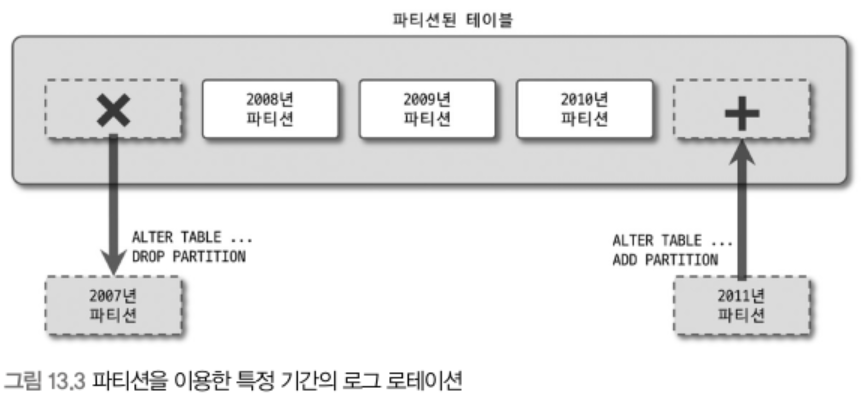 파티션된 테이블
2008년
파티션
2009년
파티션
2010년
파티션
ALTER TABLE ...
DROP PARTITION
ALTER TABLE ...
ADD PARTITION
2007년
파티션
2011년
파티션
그림 13.3 파티션을 이용한 특정 기간의 로그 로테이션